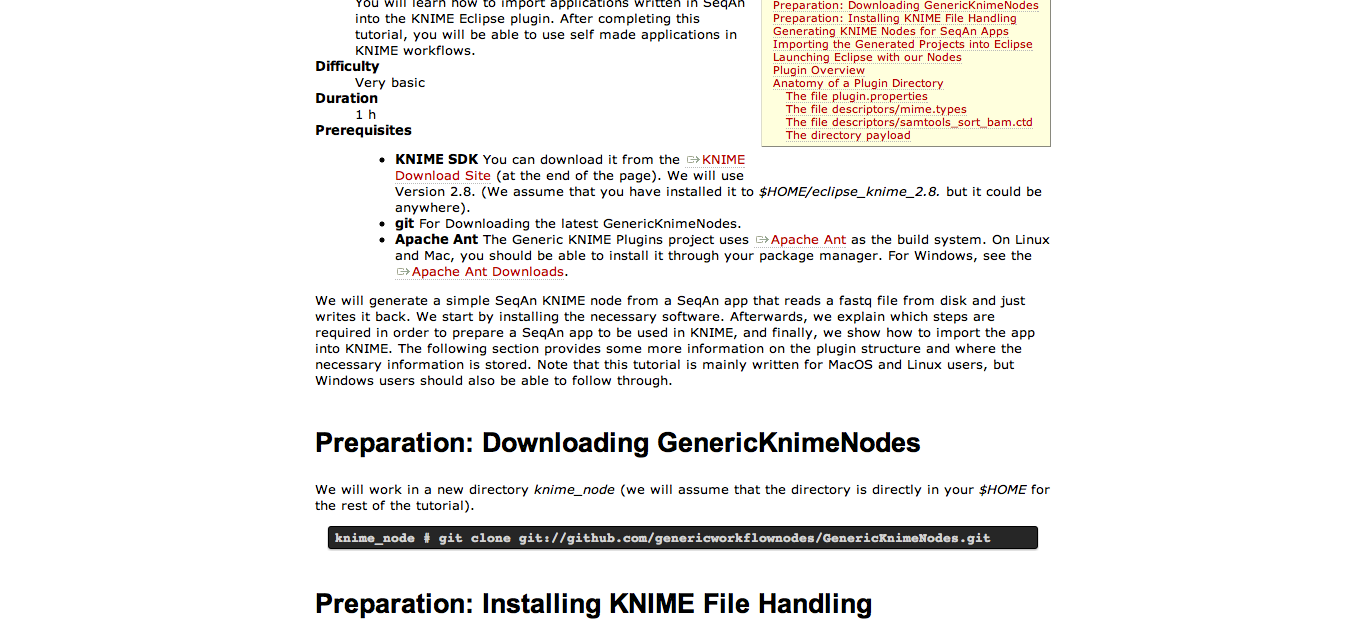 You will learn how to import applications written in SeqAn
into the KNIME Eclipse plugin. After completing this
tutorial, you will be able to use self made applications in
KNIME workflows.
Difficulty
Very basic
Duration
1 h
Prerequisites
Preparation: Downloading GenericKnimeNodes
Preparation: Installing KNIME File Handling
Generating KNIME Nodes for SeqAn Apps
Importing the Generated Projects into Eclipse
Launching Eclipse with our Nodes
Plugin Overview
Anatomy of a Plugin Directory
The file plugin.properties
The file descriptors/mime.types
The file descriptors/samtools_sort_bam.ctd
The directory payload
• KNIME SDK You can download it from the KNIME
Download Site (at the end of the page). We will use
Version 2.8. (We assume that you have installed it to $HOME/eclipse_knime_2.8. but it could be
anywhere).
• git For Downloading the latest GenericKnimeNodes.
• Apache Ant The Generic KNIME Plugins project uses Apache Ant as the build system. On Linux
and Mac, you should be able to install it through your package manager. For Windows, see the
Apache Ant Downloads.
We will generate a simple SeqAn KNIME node from a SeqAn app that reads a fastq file from disk and just
writes it back. We start by installing the necessary software. Afterwards, we explain which steps are
required in order to prepare a SeqAn app to be used in KNIME, and finally, we show how to import the app
into KNIME. The following section provides some more information on the plugin structure and where the
necessary information is stored. Note that this tutorial is mainly written for MacOS and Linux users, but
Windows users should also be able to follow through.
Preparation: Downloading GenericKnimeNodes
We will work in a new directory knime_node (we will assume that the directory is directly in your $HOME for
the rest of the tutorial).
knime_node # git clone git://github.com/genericworkflownodes/GenericKnimeNodes.git
Preparation: Installing KNIME File Handling